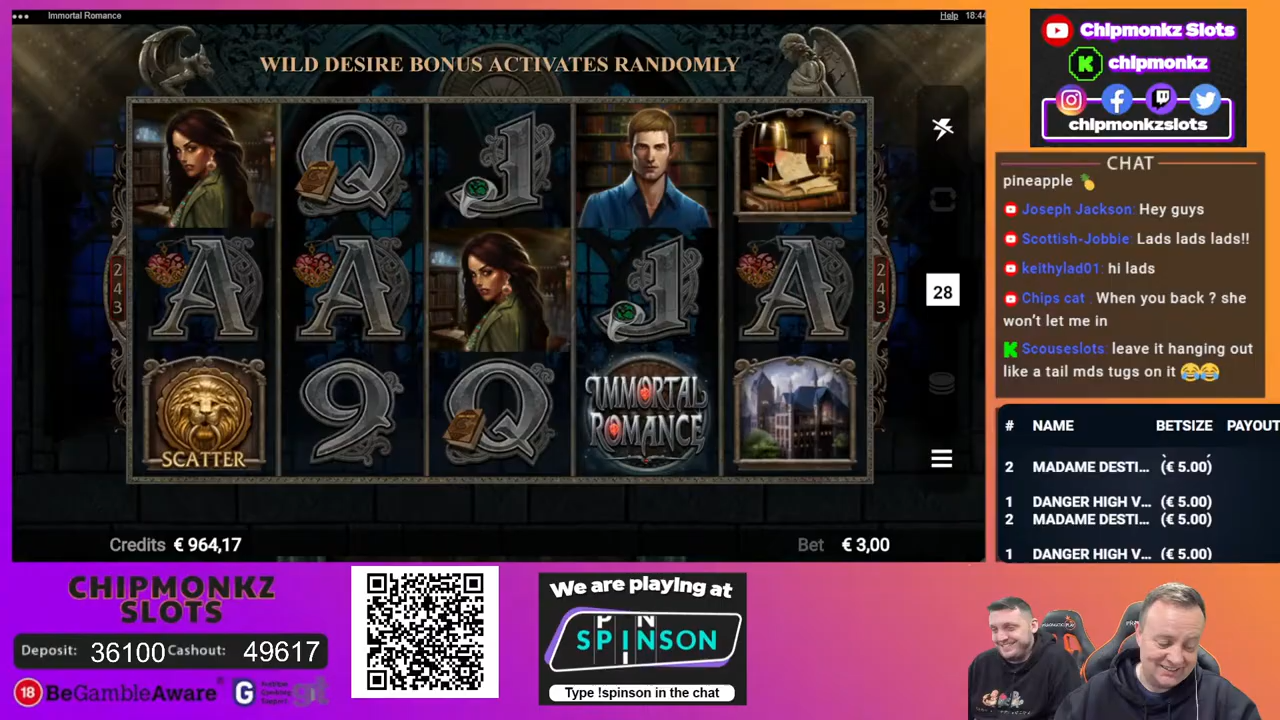 Immortal Romance
Help 18:44
WILD DESIRE BONUS ACTIVATES RANDOMLY
Q
J
A
A
J
A
243
243
28
SCATTER
9
Q
IMMORTAL
ROMANCE
Credits € 964,17
Bet € 3,00
Chipmonkz Slots
K chipmonkz
chipmonkzslots
CHAT
pineapple 🍍
Joseph Jackson: Hey guys
Scottish-Jobbie: Lads lads lads!!
keithylad01: hi lads
Chips cat : When you back ? she
won't let me in
Scouseslots: leave it hanging out
like a tail mds tugs on it 😂😂
# NAME BETSIZE PAYOUT
2 MADAME DESTI... (€ 5.00)
1 DANGER HIGH V... (€ 5.00)
2 MADAME DESTI... (€ 5.00)
1 DANGER HIGH V... (€ 5.00)
CHIPMONKZ
SLOTS
Deposit: 36100 Cashout: 49617
18 BeGambleAware
We are playing at
SPINSON
Type !spinson in the chat